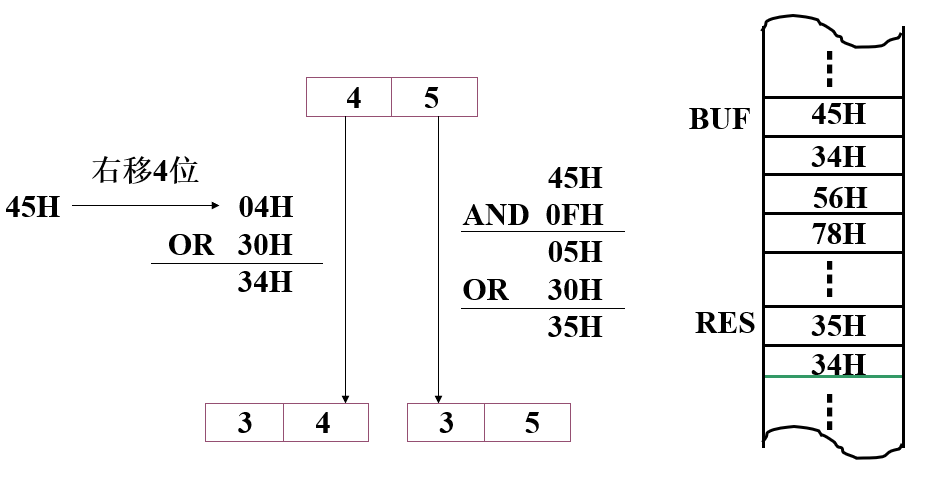 4 5
右移4位
45H
04H
OR 30H
34H
45H
AND 0FH
05H
OR 30H
35H
3 4
3 5
BUF 45H
34H
56H
78H
RES 35H
34H